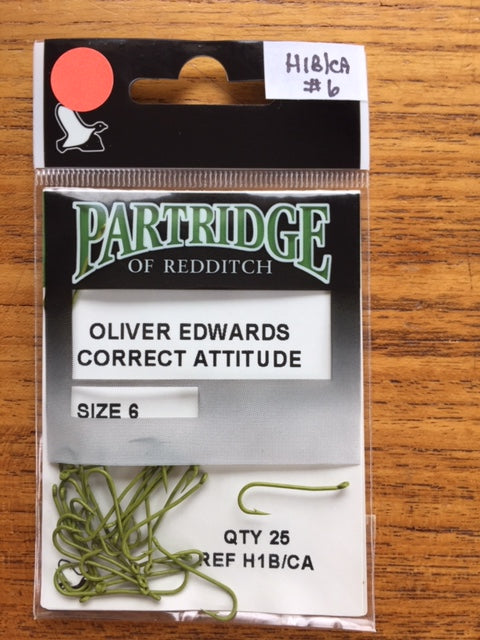 H1B/CA
#6
PARTRIDGE
OF REDDITCH
OLIVER EDWARDS
CORRECT ATTITUDE
SIZE 6
QTY 25
REF H1B/CA